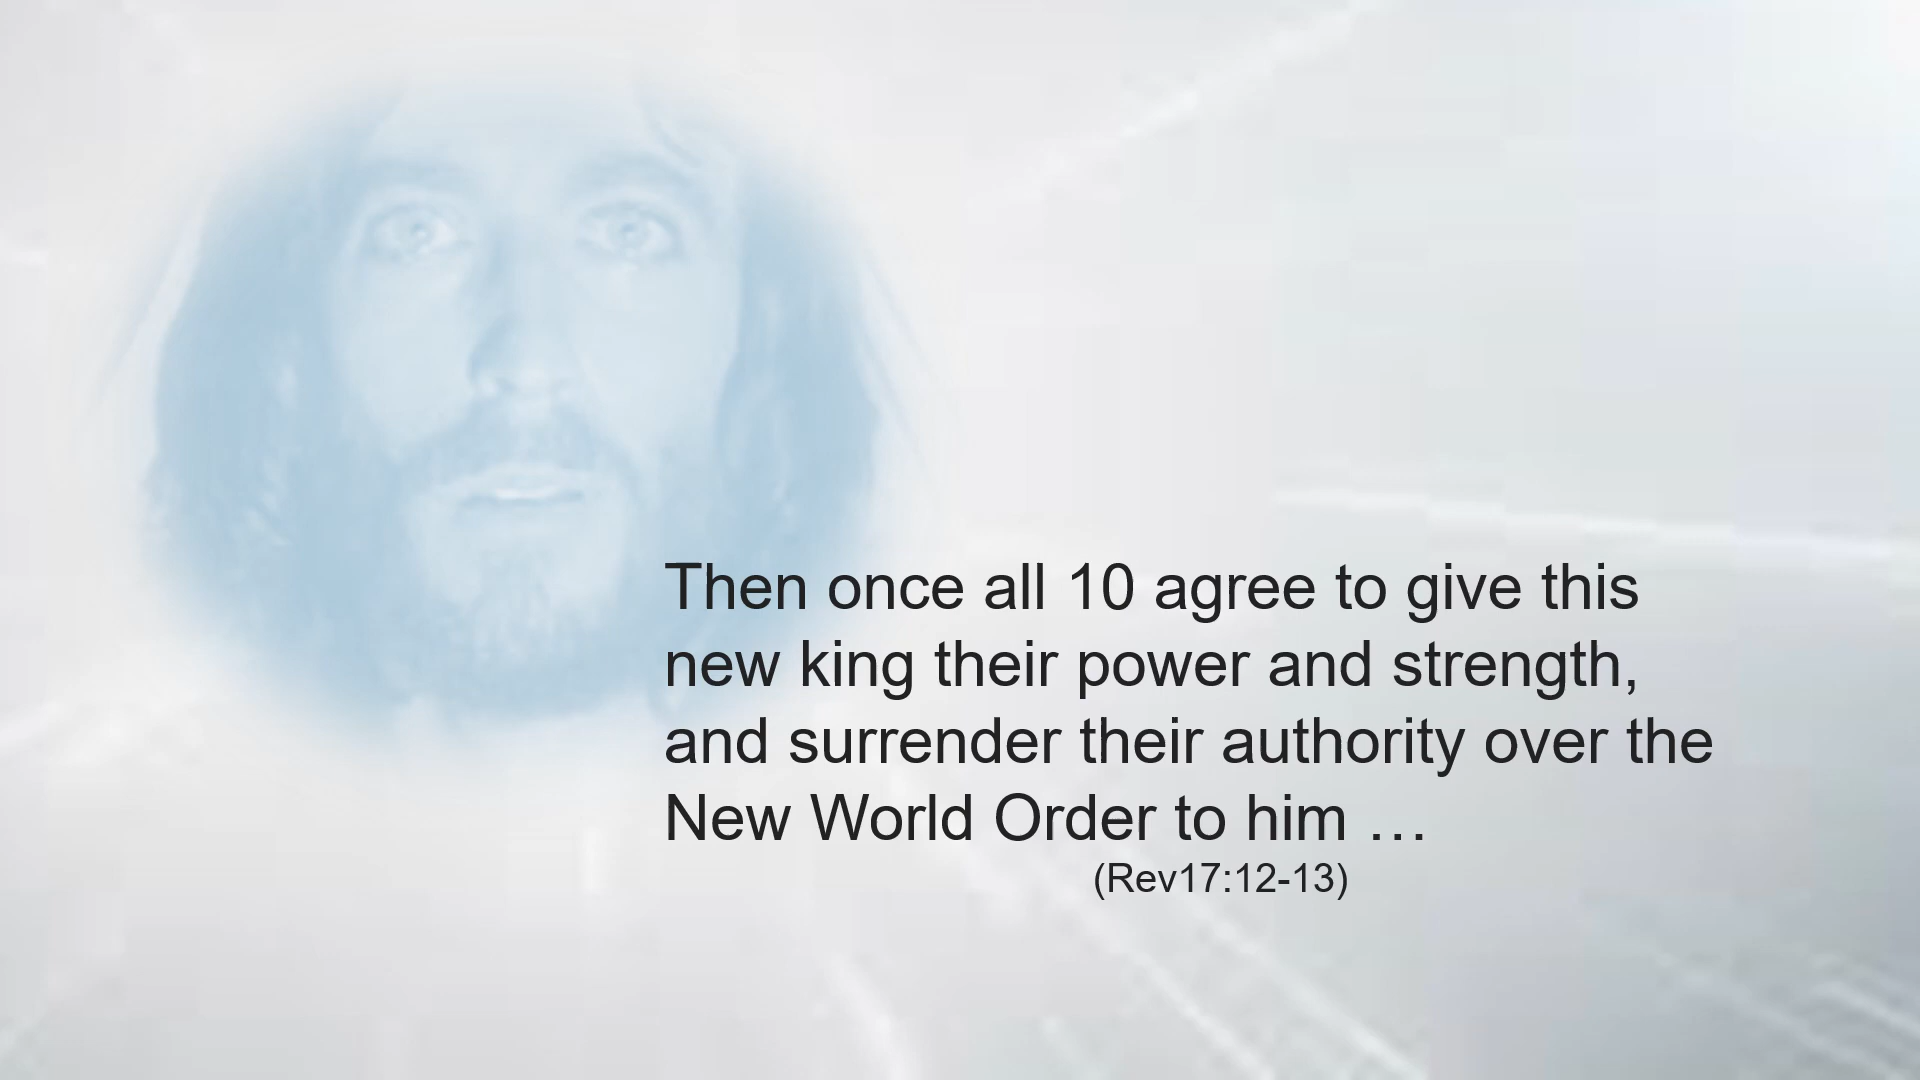 Then once all 10 agree to give this
new king their power and strength,
and surrender their authority over the
New World Order to him …
(Rev17:12-13)